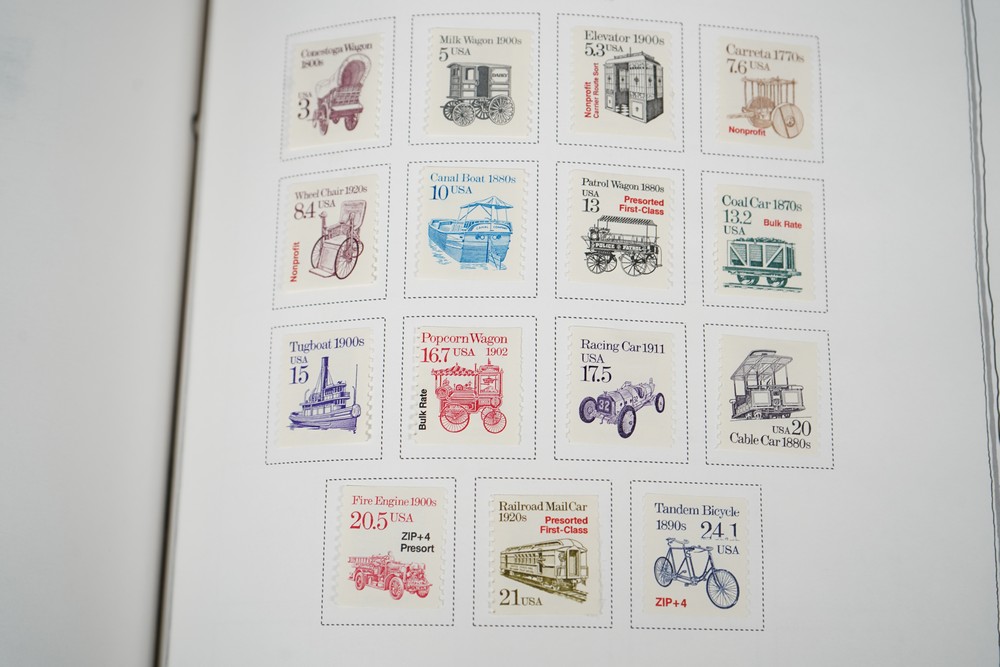 Conestoga Wagon
1800s
USA
3
Milk Wagon 1900s
5 USA
DAIRY
Elevator 1900s
5.3 USA
Nonprofit
Carrier Route Sort
Carreta 1770s
7.6 USA
Nonprofit
Wheel Chair 1920s
8.4 USA
Nonprofit
Canal Boat 1880s
10 USA
Patrol Wagon 1880s
USA
13
Presorted
First-Class
POLICE PATROL
Coal Car 1870s
13.2
USA
Bulk Rate
Tugboat 1900s
USA
15
Popcorn Wagon
16.7 USA 1902
Bulk Rate
Racing Car 1911
USA
17.5
32
USA 20
Cable Car 1880s
Fire Engine 1900s
20.5 USA
ZIP+4
Presort
Railroad Mail Car
1920s
Presorted
First-Class
21 USA
Tandem Bicycle
1890s
24.1
USA
ZIP+4